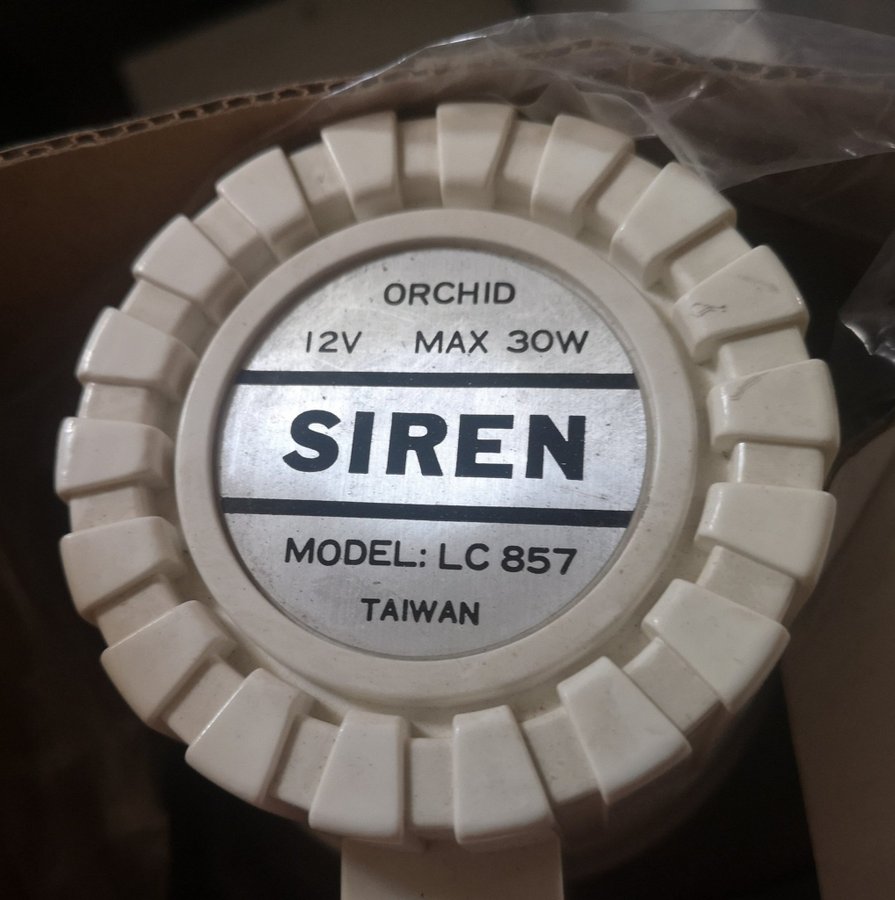 ORCHID
12V MAX 30W
SIREN
MODEL: LC 857
TAIWAN